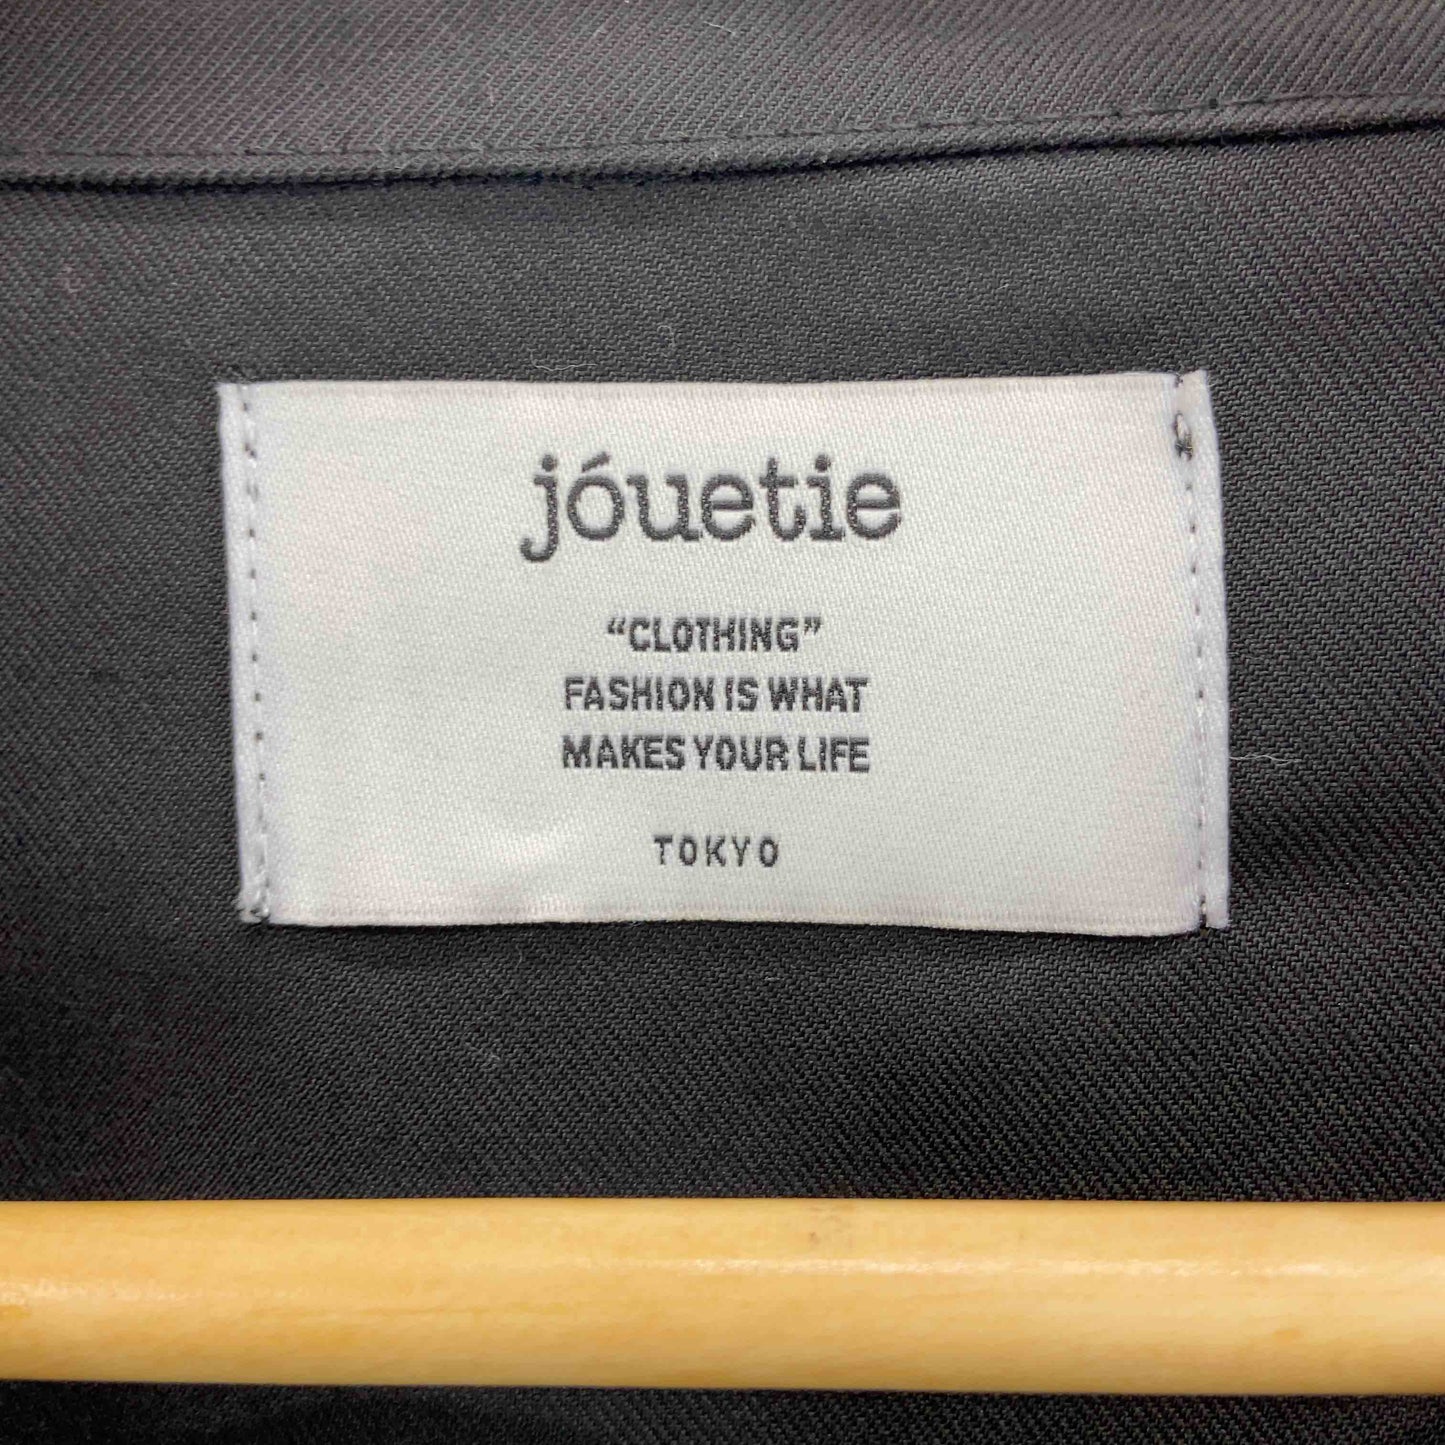 jóuetie
“CLOTHING”
FASHION IS WHAT
MAKES YOUR LIFE
TOKYO